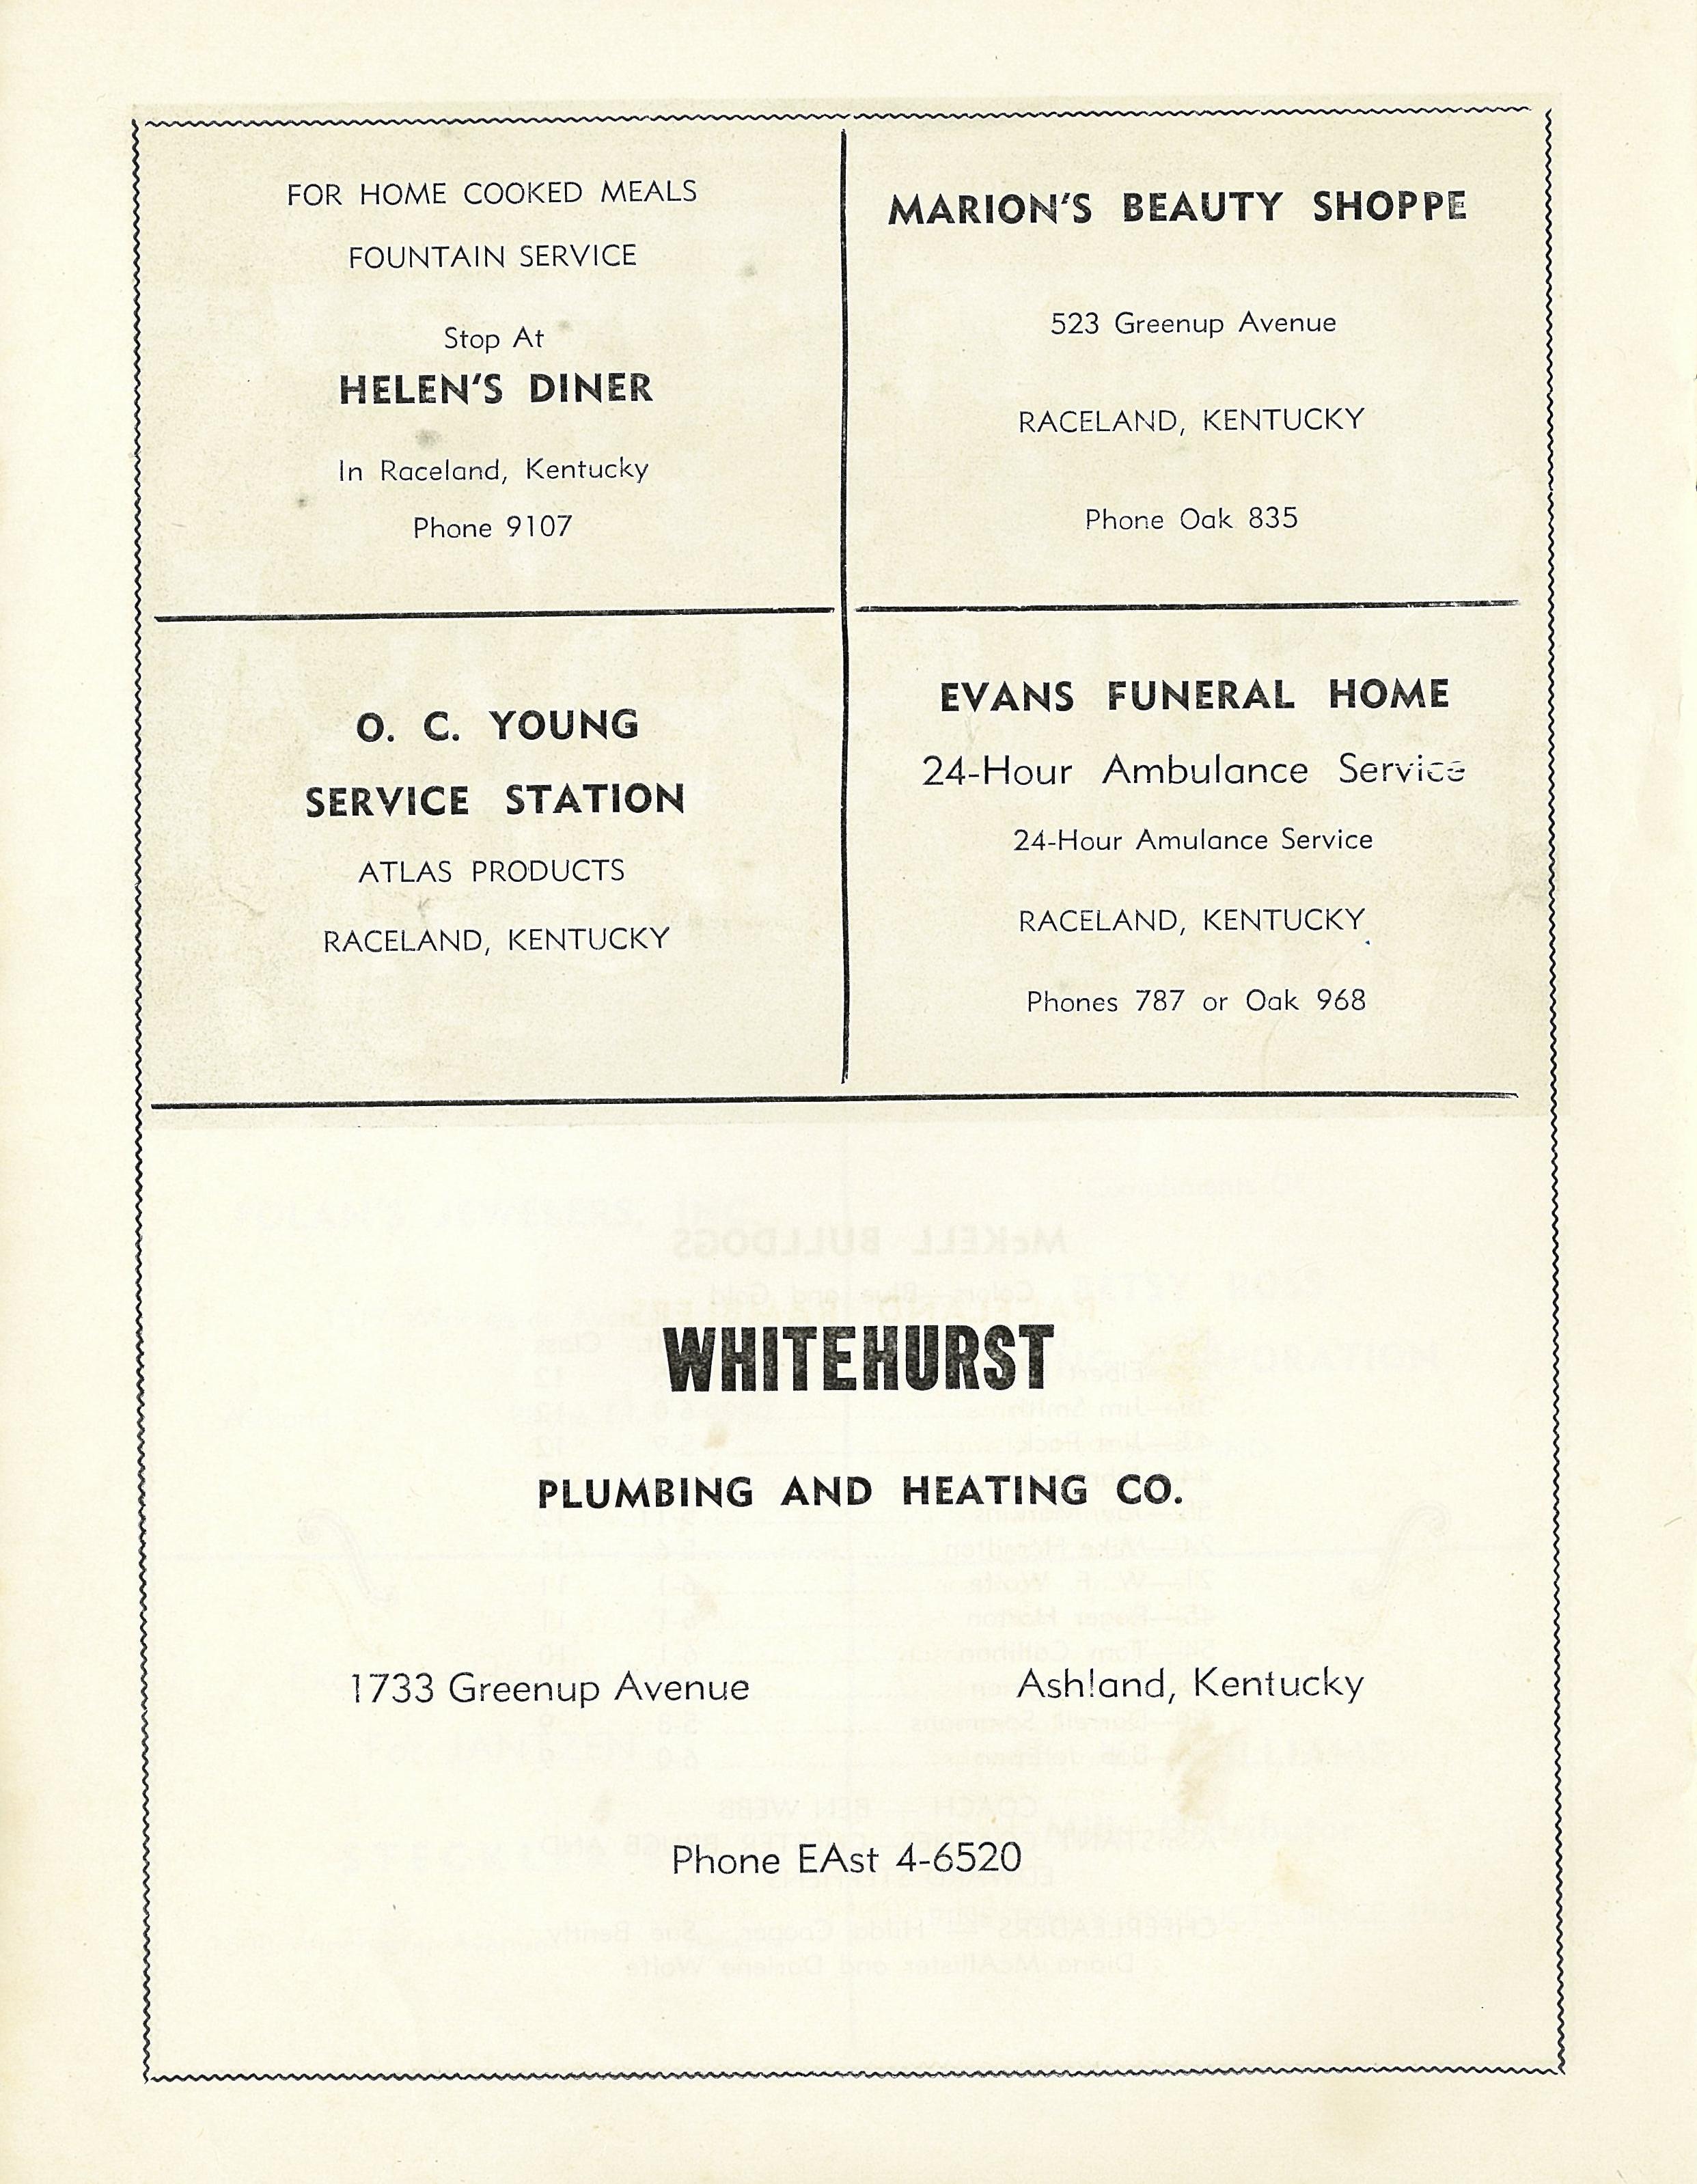 FOR HOME COOKED MEALS
FOUNTAIN SERVICE
Stop At
HELEN'S DINER
In Raceland, Kentucky
Phone 9107
MARION'S BEAUTY SHOPPE
523 Greenup Avenue
RACELAND, KENTUCKY
Phone Oak 835
O. C. YOUNG
SERVICE STATION
ATLAS PRODUCTS
RACELAND, KENTUCKY
EVANS FUNERAL HOME
24-Hour Ambulance Service
24-Hour Amulance Service
RACELAND, KENTUCKY
Phones 787 or Oak 968
WHITEHURST
PLUMBING AND HEATING CO.
1733 Greenup Avenue Ash!and, Kentucky
Phone EAst 4-6520